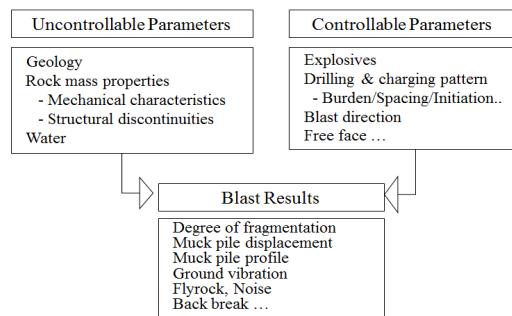 Uncontrollable Parameters
Geology
Rock mass properties
- Mechanical characteristics
- Structural discontinuities
Water
Controllable Parameters
Explosives
Drilling & charging pattern
- Burden/Spacing/Initiation..
Blast direction
Free face …
Blast Results
Degree of fragmentation
Muck pile displacement
Muck pile profile
Ground vibration
Flyrock, Noise
Back break …